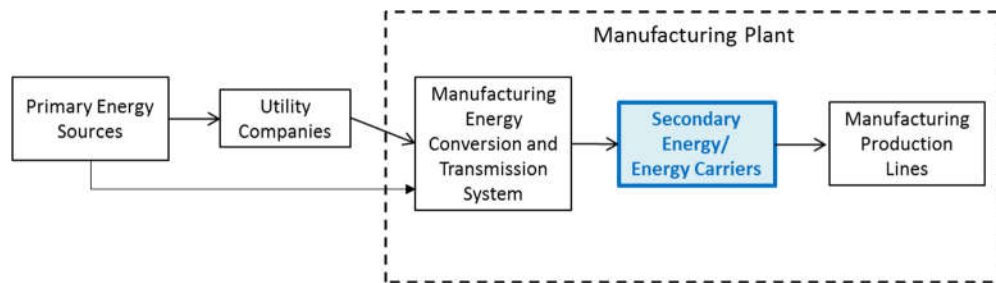 Manufacturing Plant
Primary Energy
Sources
Utility
Companies
Manufacturing
Energy
Conversion and
Transmission
System
Secondary
Energy/
Energy Carriers
Manufacturing
Production
Lines